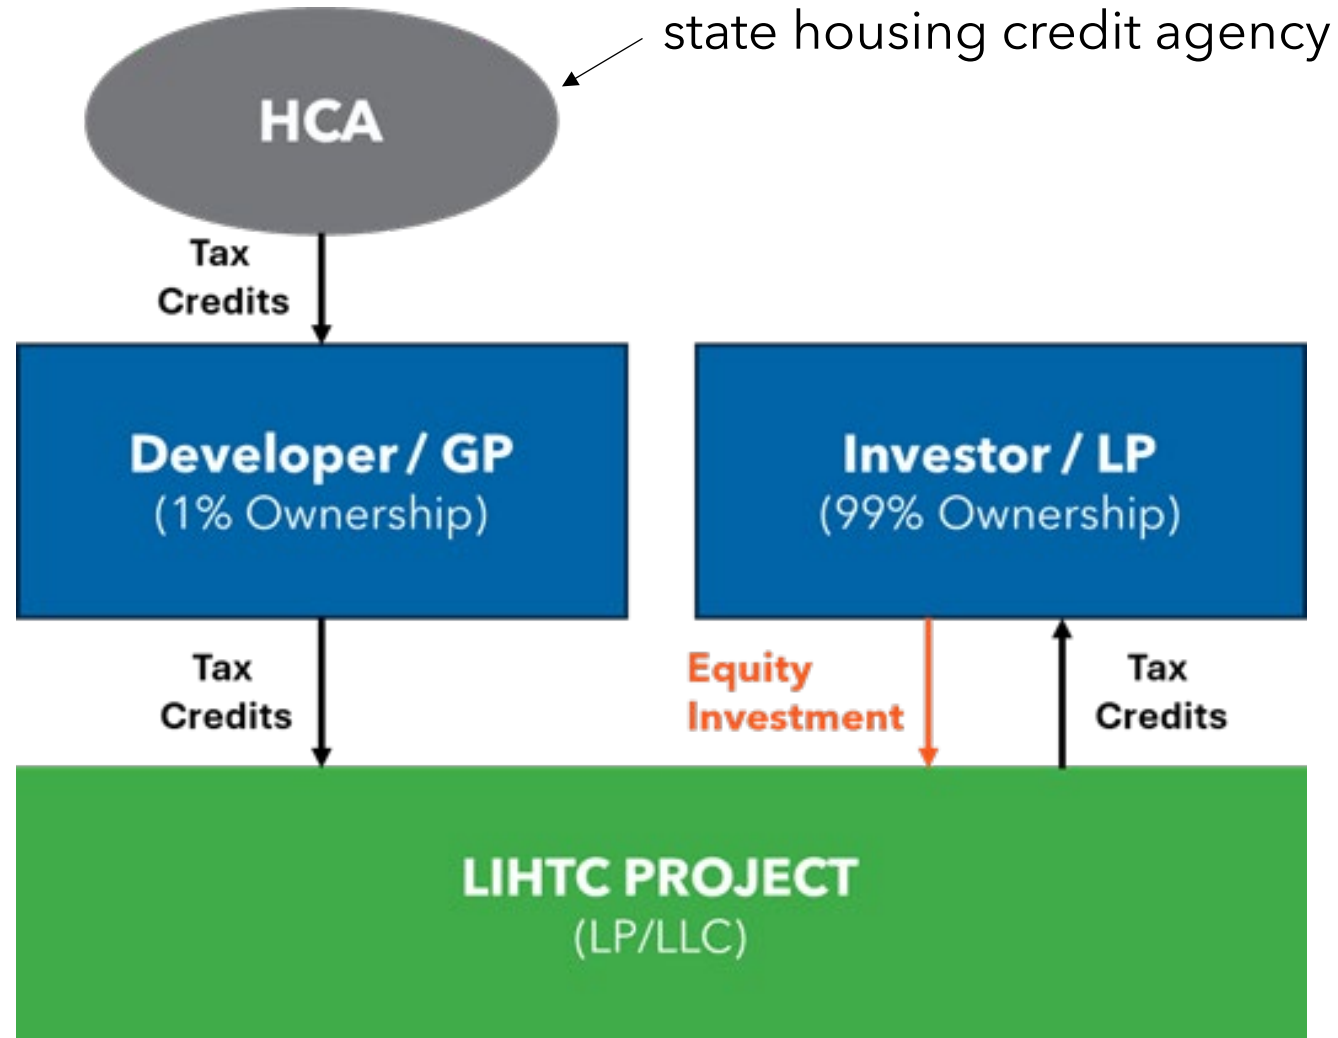 state housing credit agency
HCA
Tax
Credits
Developer / GP
(1% Ownership)
Investor / LP
(99% Ownership)
Tax
Credits
Equity
Investment
Tax
Credits
LIHTC PROJECT
(LP/LLC)